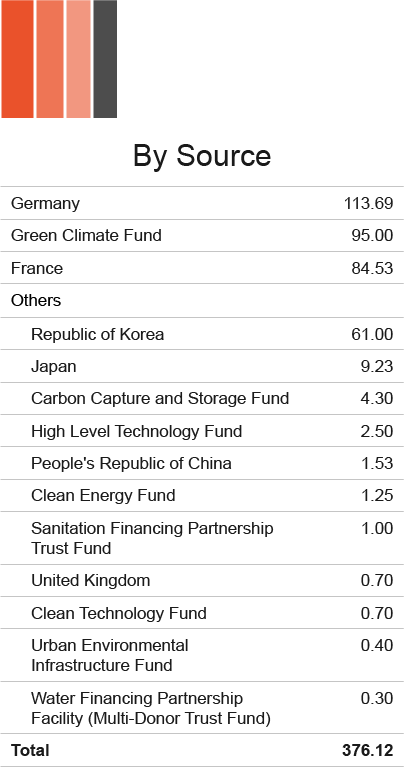 By Source
Germany 113.69
Green Climate Fund 95.00
France 84.53
Others
Republic of Korea 61.00
Japan 9.23
Carbon Capture and Storage Fund 4.30
High Level Technology Fund 2.50
People's Republic of China 1.53
Clean Energy Fund 1.25
Sanitation Financing Partnership 1.00
Trust Fund
United Kingdom 0.70
Clean Technology Fund 0.70
Urban Environmental 0.40
Infrastructure Fund
Water Financing Partnership 0.30
Facility (Multi-Donor Trust Fund)
Total 376.12